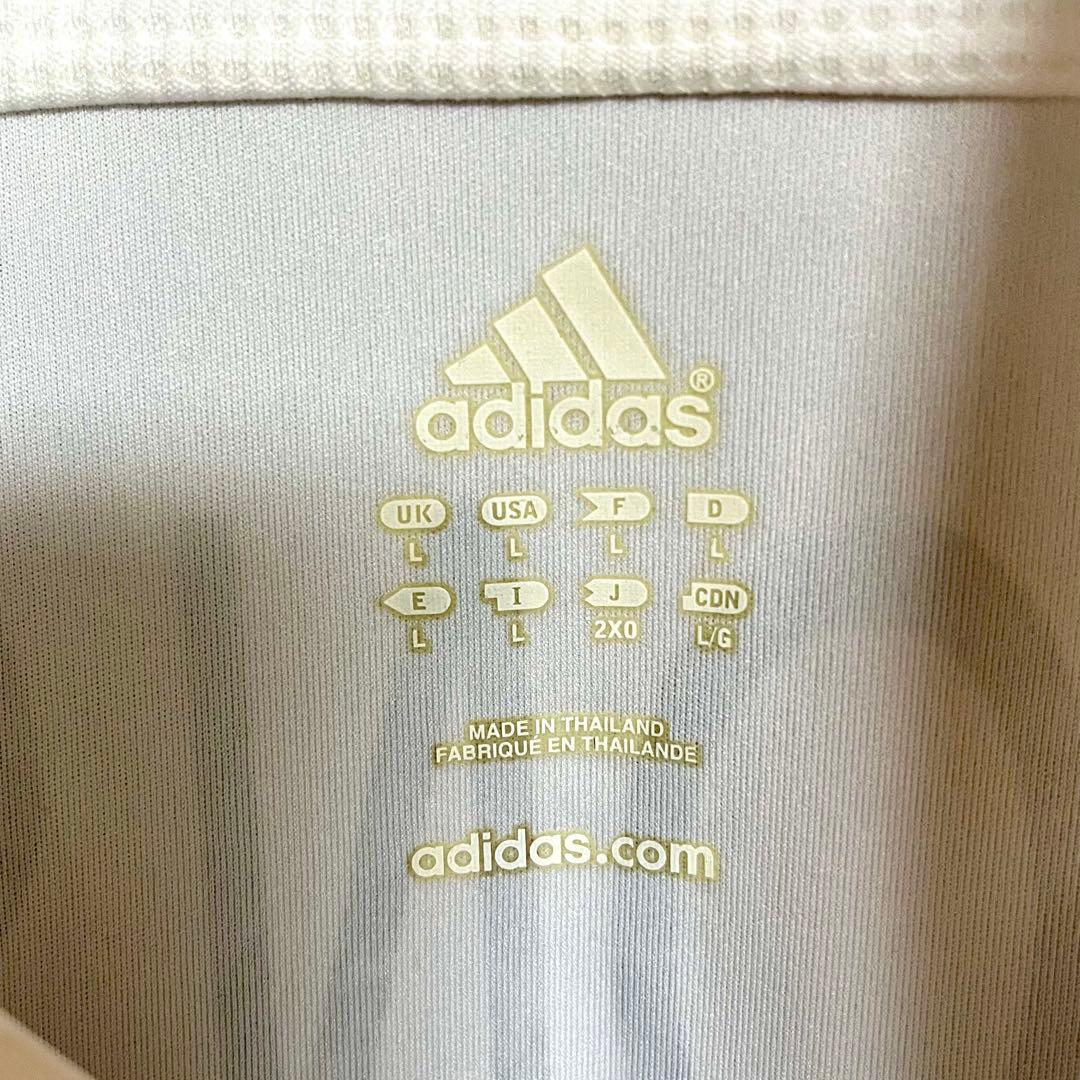 adidas®
UK USA F D
L L L L
E I J CDN
L L 2XO L/G
MADE IN THAILAND
FABRIQUÉ EN THAILANDE
adidas.com